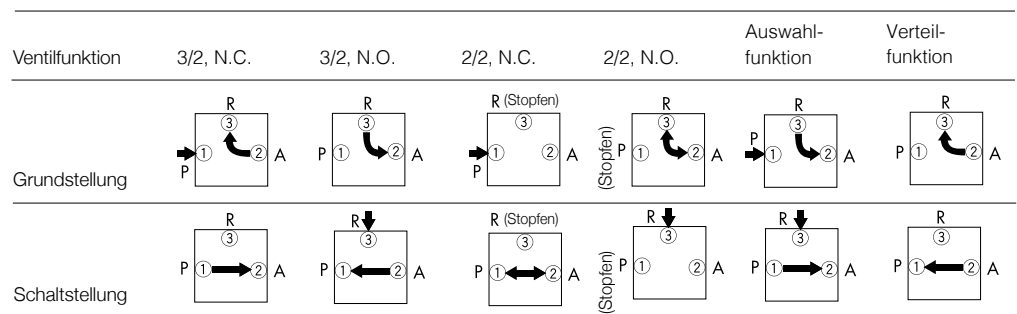 Ventilfunktion 3/2, N.C. 3/2, N.O. 2/2, N.C. 2/2, N.O. Auswahl- Verteil-
funktion funktion
R R R (Stopfen) R R R
3 3 3 3 3 3
P 1 2 A P 1 2 A P 1 2 A (Stopfen) P 1 2 A P 1 2 A P 1 2 A
Grundstellung
R R R (Stopfen) R R R
3 3 3 3 3 3
P 1 2 A P 1 2 A P 1 2 A (Stopfen) P 1 2 A P 1 2 A P 1 2 A
Schaltstellung